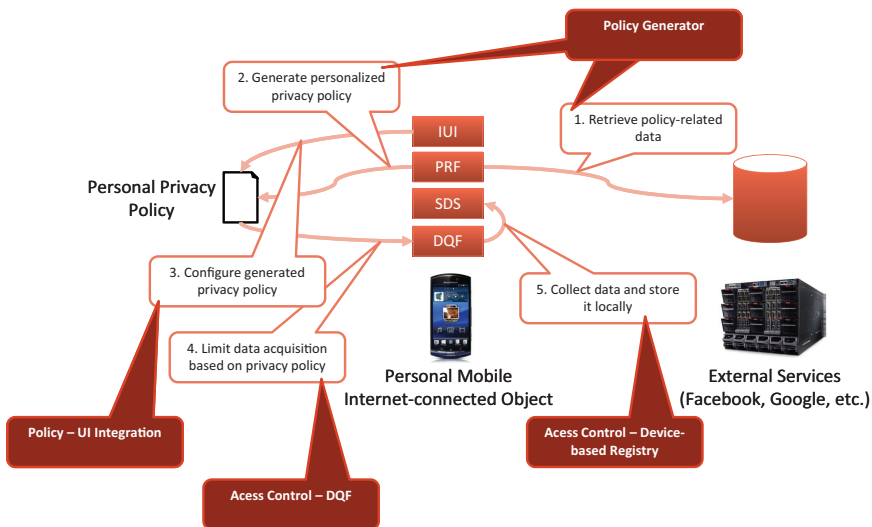 Policy Generator
2. Generate personalized
privacy policy
1. Retrieve policy-related
data
IUI
PRF
SDS
DQF
Personal Privacy
Policy
3. Configure generated
privacy policy
5. Collect data and store
it locally
4. Limit data acquisition
based on privacy policy
Personal Mobile
Internet-connected Object
External Services
(Facebook, Google, etc.)
Policy – UI Integration
Acess Control – Device-
based Registry
Acess Control – DQF